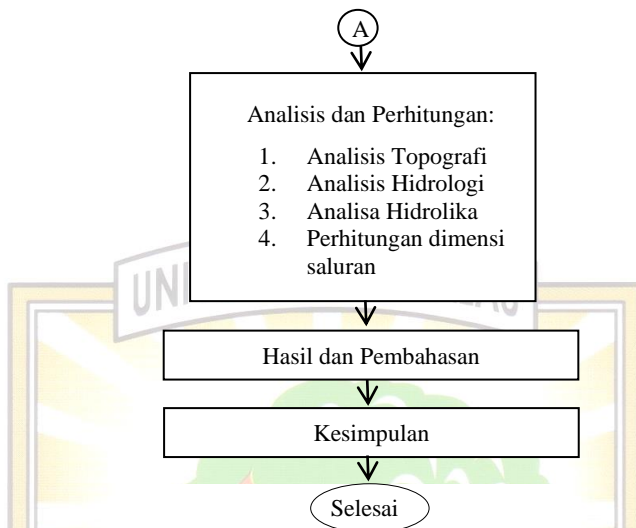 A
Analisis dan Perhitungan:
1. Analisis Topografi
2. Analisis Hidrologi
3. Analisa Hidrolika
4. Perhitungan dimensi
saluran
Hasil dan Pembahasan
Kesimpulan
Selesai